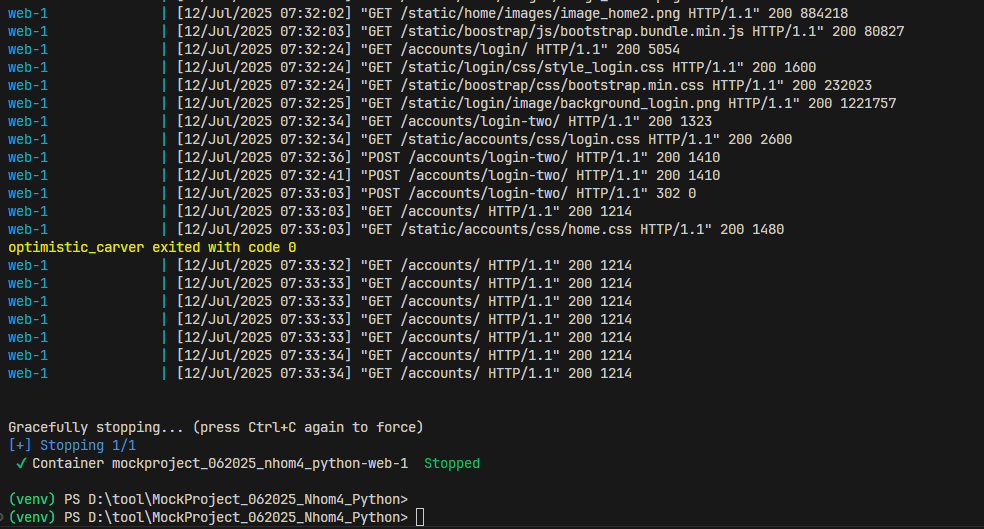 web-1 | [12/Jul/2025 07:32:02] "GET /static/home/images/image_home2.png HTTP/1.1" 200 884218
web-1 | [12/Jul/2025 07:32:03] "GET /static/boostrap/js/bootstrap.bundle.min.js HTTP/1.1" 200 80827
web-1 | [12/Jul/2025 07:32:24] "GET /accounts/login/ HTTP/1.1" 200 5054
web-1 | [12/Jul/2025 07:32:24] "GET /static/login/css/style_login.css HTTP/1.1" 200 1600
web-1 | [12/Jul/2025 07:32:24] "GET /static/boostrap/css/bootstrap.min.css HTTP/1.1" 200 232023
web-1 | [12/Jul/2025 07:32:25] "GET /static/login/image/background_login.png HTTP/1.1" 200 1221757
web-1 | [12/Jul/2025 07:32:34] "GET /accounts/login-two/ HTTP/1.1" 200 1323
web-1 | [12/Jul/2025 07:32:34] "GET /static/accounts/css/login.css HTTP/1.1" 200 2600
web-1 | [12/Jul/2025 07:32:36] "POST /accounts/login-two/ HTTP/1.1" 200 1410
web-1 | [12/Jul/2025 07:32:41] "POST /accounts/login-two/ HTTP/1.1" 200 1410
web-1 | [12/Jul/2025 07:33:03] "POST /accounts/login-two/ HTTP/1.1" 302 0
web-1 | [12/Jul/2025 07:33:03] "GET /accounts/ HTTP/1.1" 200 1214
web-1 | [12/Jul/2025 07:33:03] "GET /static/accounts/css/home.css HTTP/1.1" 200 1480
optimistic_carver exited with code 0
web-1 | [12/Jul/2025 07:33:32] "GET /accounts/ HTTP/1.1" 200 1214
web-1 | [12/Jul/2025 07:33:33] "GET /accounts/ HTTP/1.1" 200 1214
web-1 | [12/Jul/2025 07:33:33] "GET /accounts/ HTTP/1.1" 200 1214
web-1 | [12/Jul/2025 07:33:33] "GET /accounts/ HTTP/1.1" 200 1214
web-1 | [12/Jul/2025 07:33:33] "GET /accounts/ HTTP/1.1" 200 1214
web-1 | [12/Jul/2025 07:33:34] "GET /accounts/ HTTP/1.1" 200 1214
web-1 | [12/Jul/2025 07:33:34] "GET /accounts/ HTTP/1.1" 200 1214
Gracefully stopping... (press Ctrl+C again to force)
[+] Stopping 1/1
✓ Container mockproject_062025_nhom4_python-web-1 Stopped
(venv) PS D:\tool\MockProject_062025_Nhom4_Python>
(venv) PS D:\tool\MockProject_062025_Nhom4_Python>